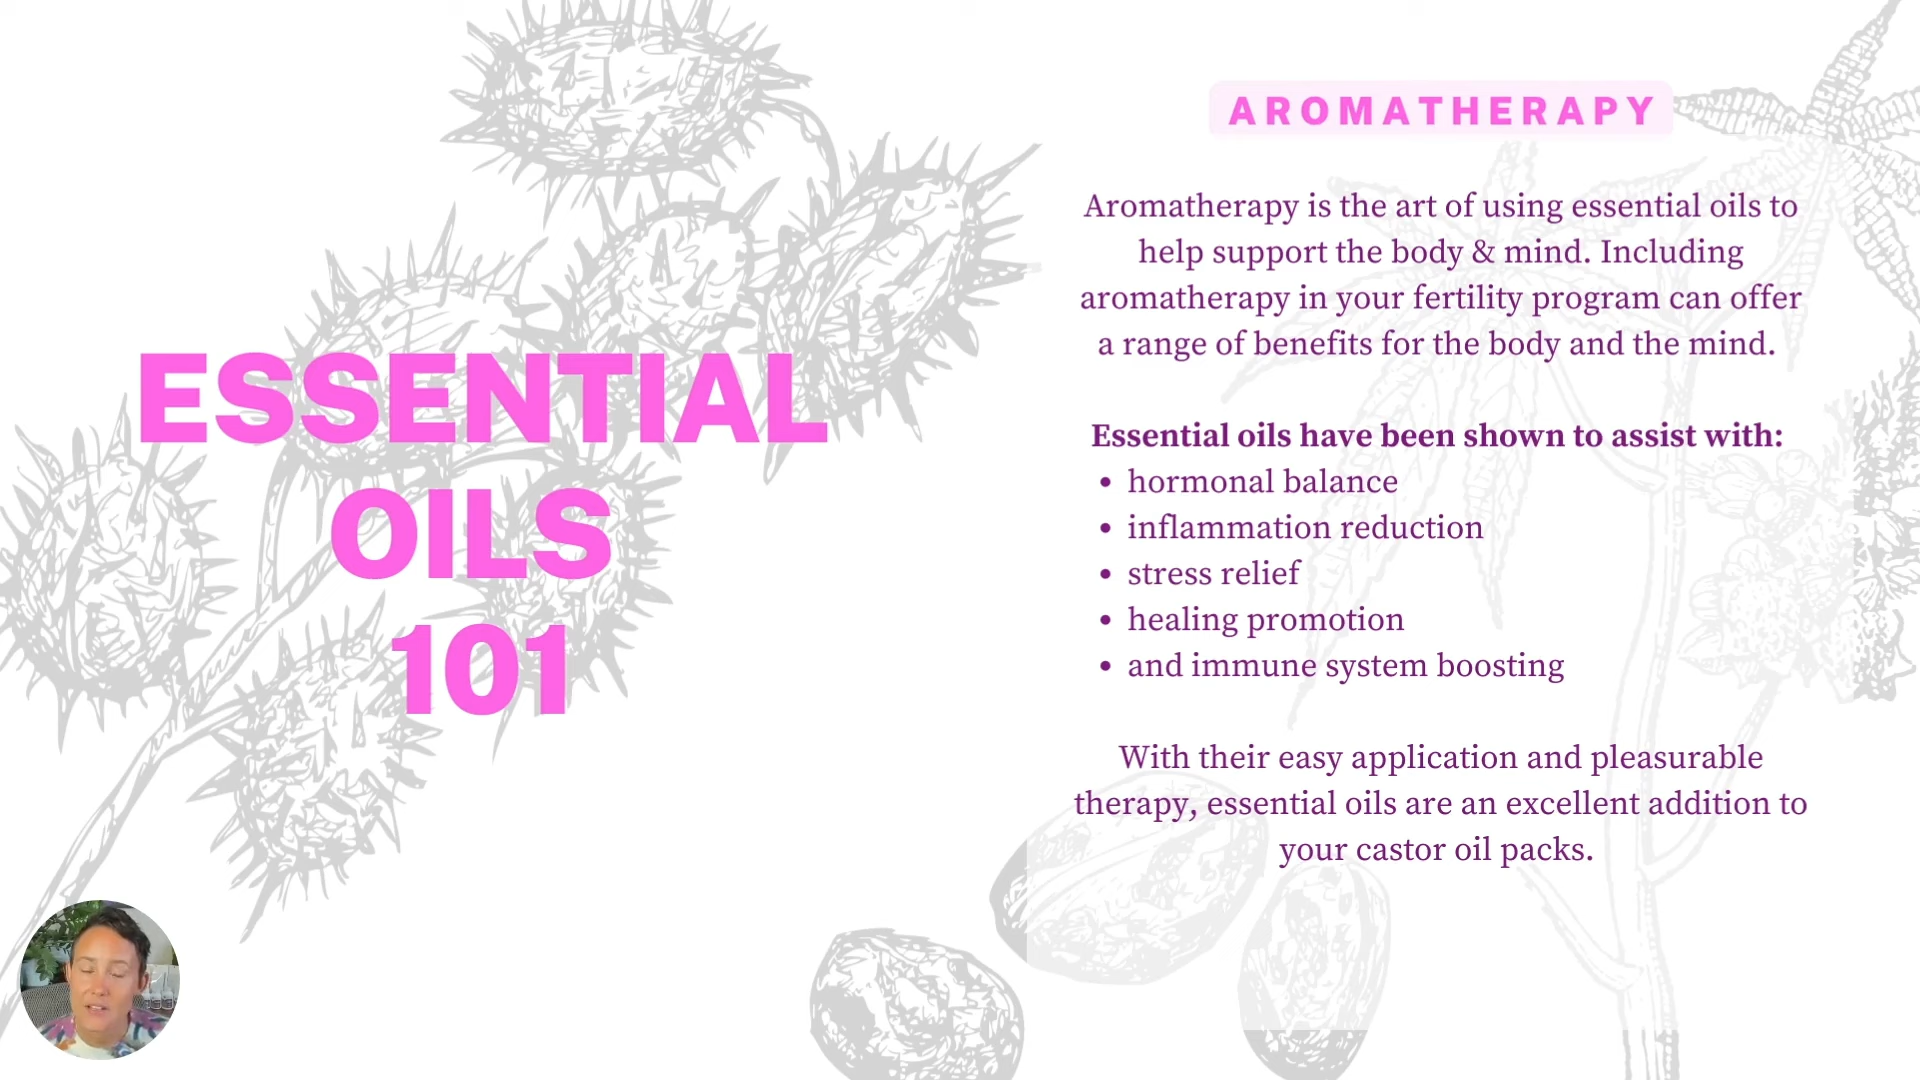 ESSENTIAL
OILS
101
AROMATHERAPY
Aromatherapy is the art of using essential oils to
help support the body & mind. Including
aromatherapy in your fertility program can offer
a range of benefits for the body and the mind.
Essential oils have been shown to assist with:
• hormonal balance
• inflammation reduction
• stress relief
• healing promotion
• and immune system boosting
With their easy application and pleasurable
therapy, essential oils are an excellent addition to
your castor oil packs.